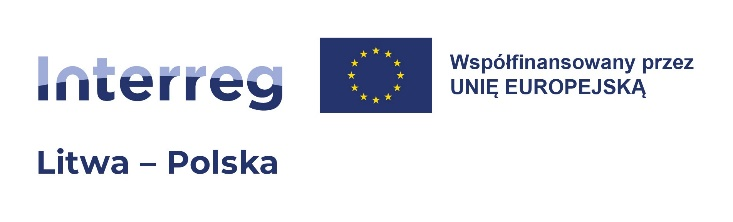 Interreg
Współfinansowany przez
UNIĘ EUROPEJSKĄ
Litwa – Polska